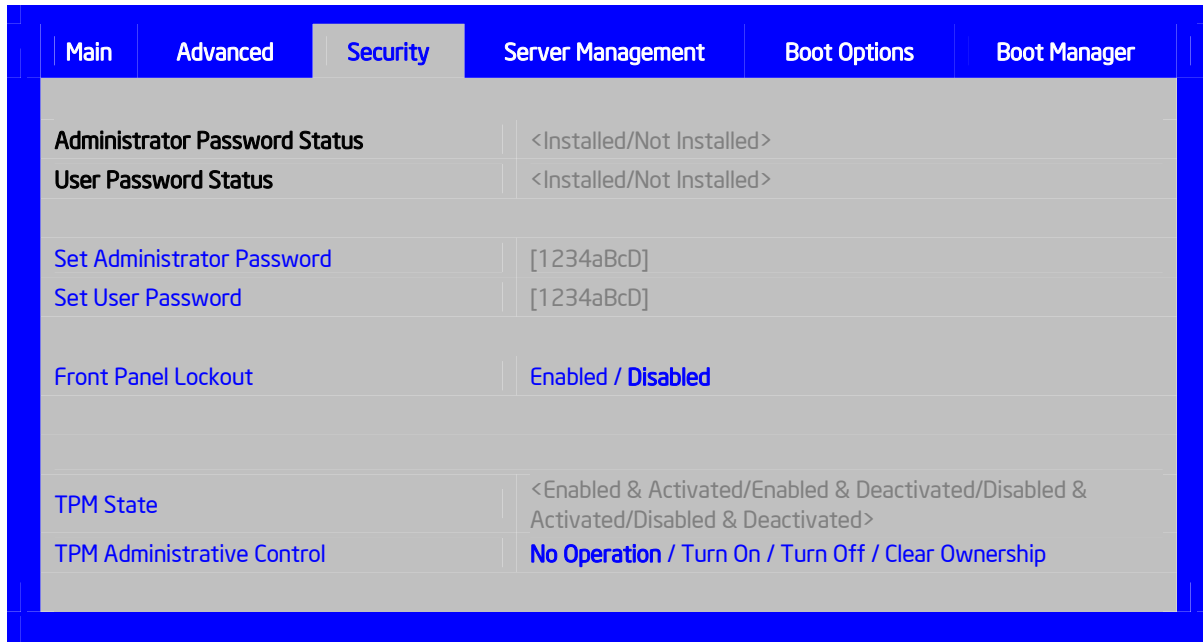 Main Advanced Security Server Management Boot Options Boot Manager
Administrator Password Status <Installed/Not Installed>
User Password Status <Installed/Not Installed>
Set Administrator Password [1234aBcD]
Set User Password [1234aBcD]
Front Panel Lockout Enabled / Disabled
TPM State <Enabled & Activated/Enabled & Deactivated/Disabled &
Activated/Disabled & Deactivated>
TPM Administrative Control No Operation / Turn On / Turn Off / Clear Ownership